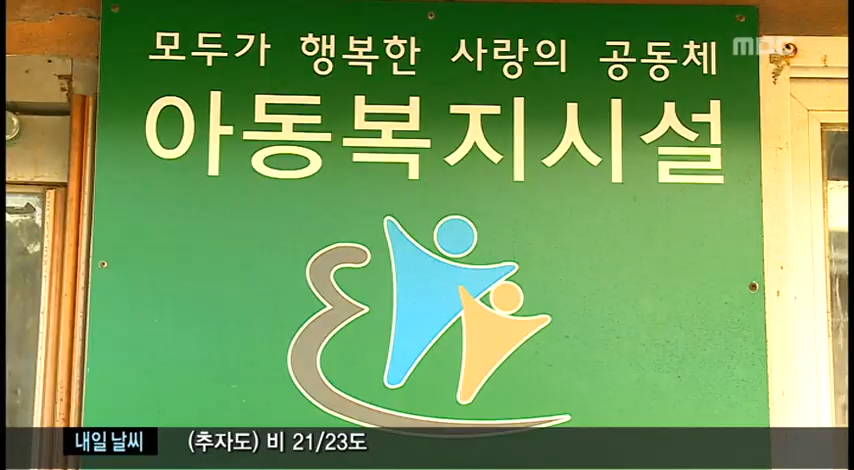 모두가 행복한 사랑의 공동체
MBC
아동복지시설
내일 날씨 (추자도) 비 21/23도